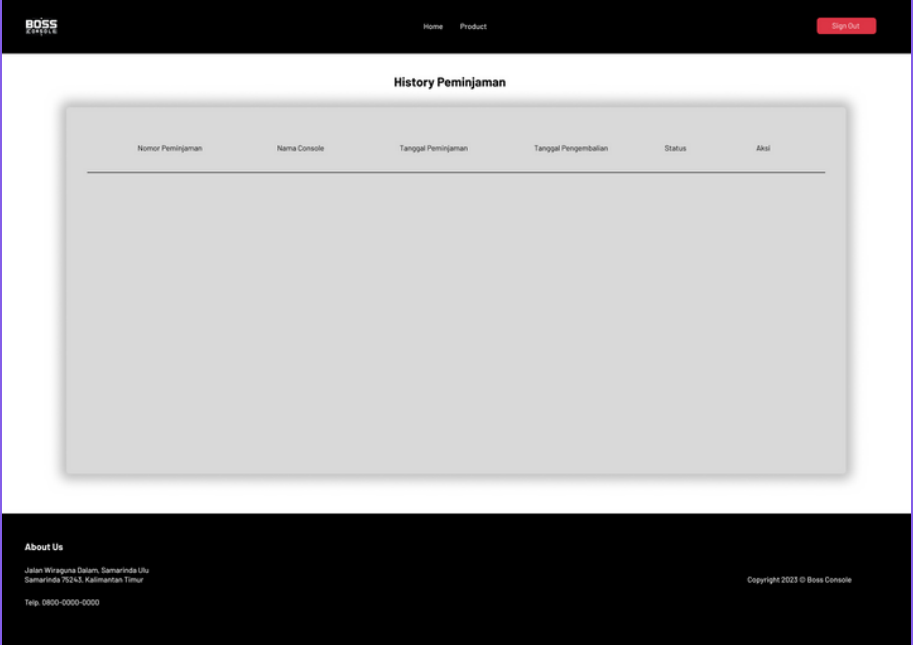 BOSS
CONSOLE
Home
Product
Sign Out
History Peminjaman
Nomor Peminjaman
Nama Console
Tanggal Peminjaman
Tanggal Pengembalian
Status
Aksi
About Us
Jalan Wiraguna Dalam, Samarinda Ulu
Samarinda 75243, Kalimantan Timur
Copyright 2023 © Boss Console
Telp. 0800-0000-0000